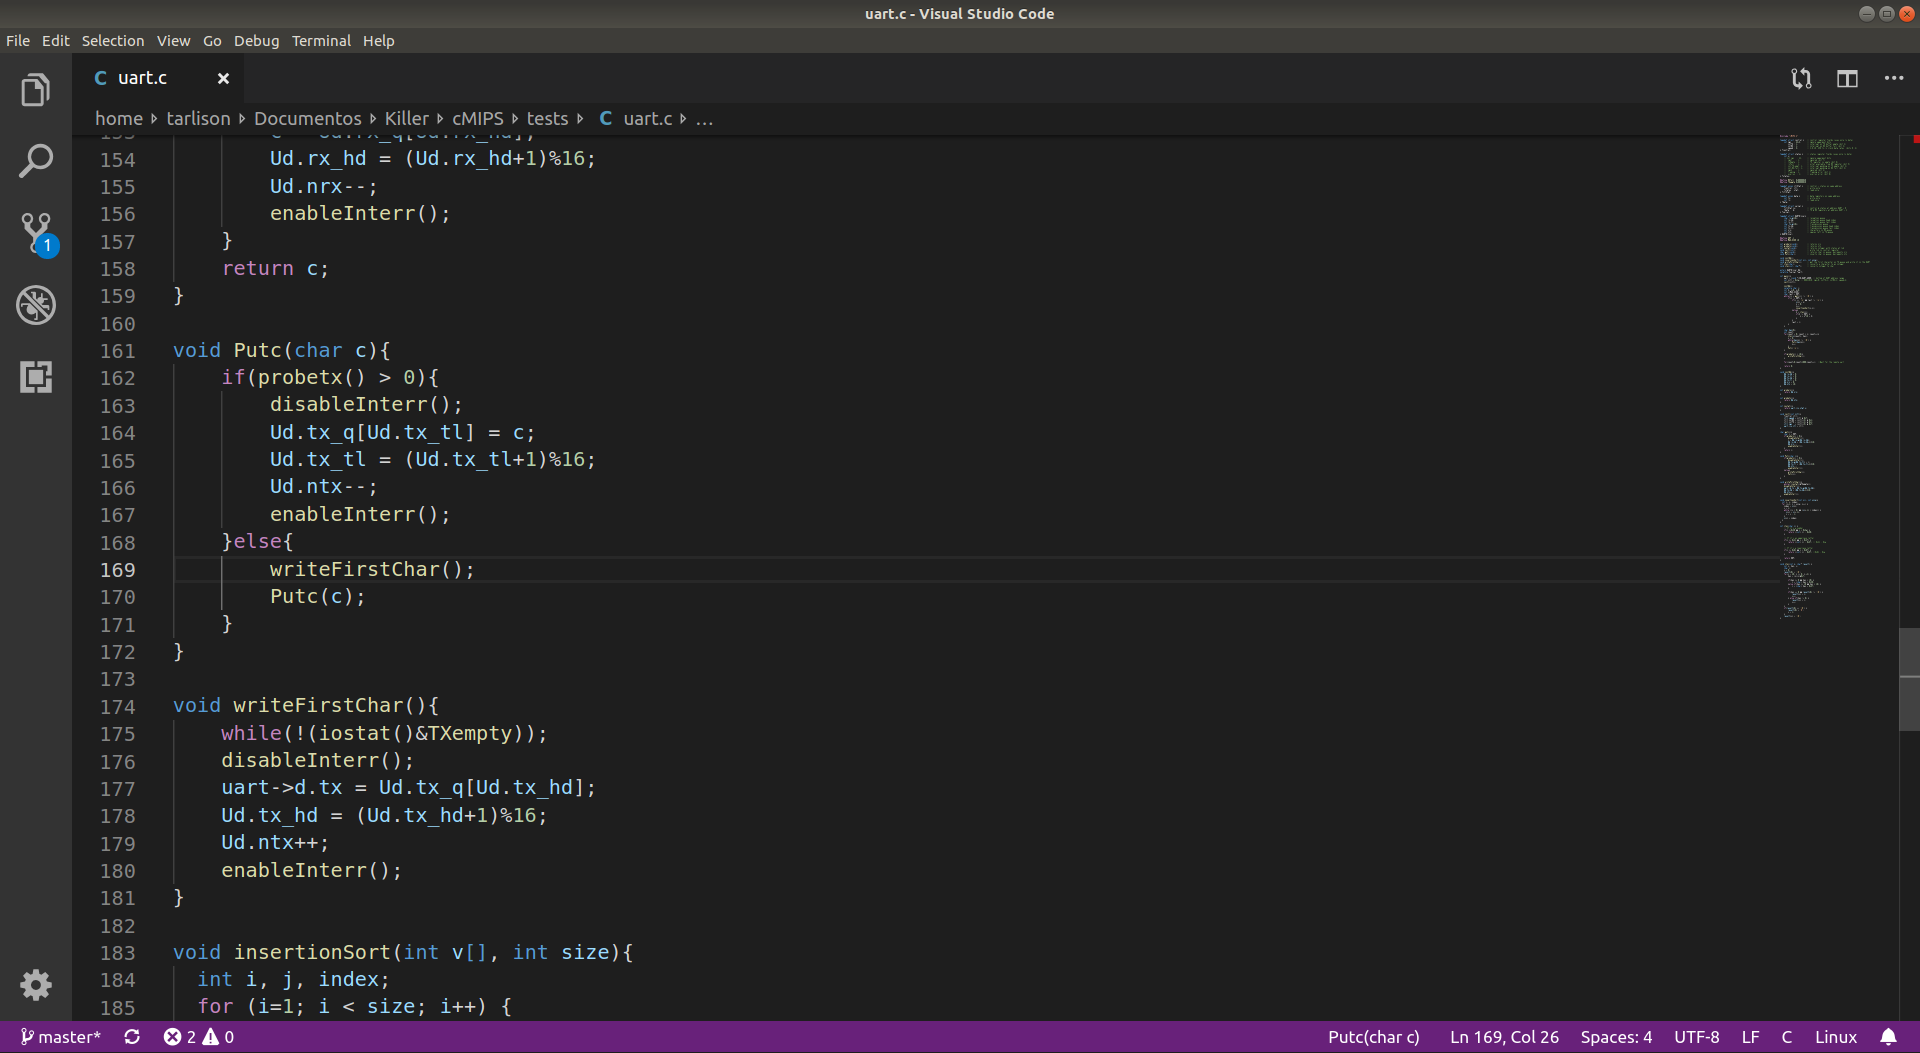 uart.c - Visual Studio Code
File Edit Selection View Go Debug Terminal Help
C uart.c ×
home tarlison Documentos Killer cMIPS tests C uart.c ...
154 Ud.rx_hd = (Ud.rx_hd+1)%16;
155 Ud.nrx--;
156 enableInterr();
157 }
158 return c;
159 }
160
161 void Putc(char c){
162 if(probetx() > 0){
163 disableInterr();
164 Ud.tx_q[Ud.tx_tl] = c;
165 Ud.tx_tl = (Ud.tx_tl+1)%16;
166 Ud.ntx--;
167 enableInterr();
168 }else{
169 writeFirstChar();
170 Putc(c);
171 }
172 }
173
174 void writeFirstChar(){
175 while(!(iostat()&TXempty));
176 disableInterr();
177 uart->d.tx = Ud.tx_q[Ud.tx_hd];
178 Ud.tx_hd = (Ud.tx_hd+1)%16;
179 Ud.ntx++;
180 enableInterr();
181 }
182
183 void insertionSort(int v[], int size){
184 int i, j, index;
185 for (i=1; i < size; i++) {
1
master* 2 0 Putc(char c) Ln 169, Col 26 Spaces: 4 UTF-8 LF C Linux